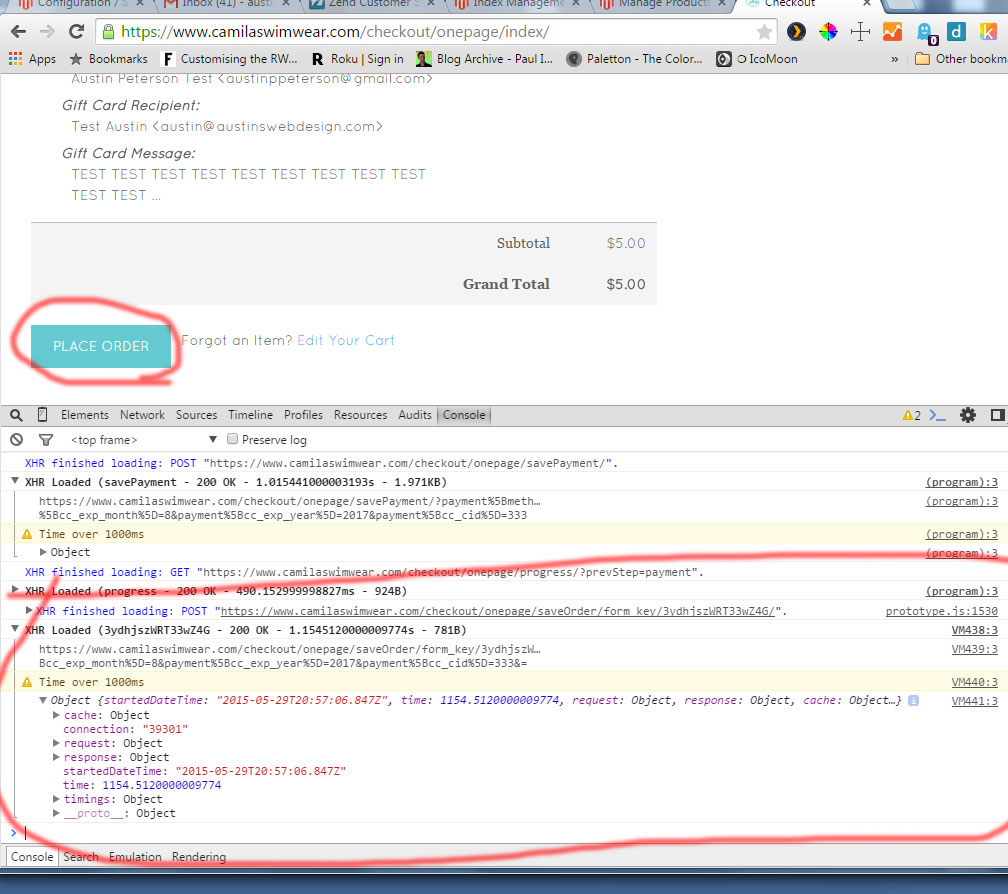 Configuration / S
Inbox (41) - austi
Zend Customer S
Index Manageme
Manage Product
Checkout
https://www.camilaswimwear.com/checkout/onepage/index/
Apps Bookmarks Customising the RW... Roku | Sign in Blog Archive - Paul I... Paletton - The Color... IcoMoon » Other bookm
Austin Peterson Test <austinppeterson@gmail.com>
Gift Card Recipient:
Test Austin <austin@austinswebdesign.com>
Gift Card Message:
TEST TEST TEST TEST TEST TEST TEST TEST TEST
TEST TEST ...
Subtotal $5.00
Grand Total $5.00
PLACE ORDER Forgot an Item? Edit Your Cart
Elements Network Sources Timeline Profiles Resources Audits Console 2
<top frame> Preserve log
XHR finished loading: POST "https://www.camilaswimwear.com/checkout/onepage/savePayment/".
XHR Loaded (savePayment - 200 OK - 1.015441000003193s - 1.971KB) (program):3
https://www.camilaswimwear.com/checkout/onepage/savePayment/?payment%5Bmeth… (program):3
%5Bcc_exp_month%5D=8&payment%5Bcc_exp_year%5D=2017&payment%5Bcc_cid%5D=333
Time over 1000ms (program):3
Object (program):3
XHR finished loading: GET "https://www.camilaswimwear.com/checkout/onepage/progress/?prevStep=payment".
XHR Loaded (progress - 200 OK - 490.152999998827ms - 924B) (program):3
XHR finished loading: POST "https://www.camilaswimwear.com/checkout/onepage/saveOrder/form_key/3ydhjszWRT33wZ4G/". prototype.js:1530
XHR Loaded (3ydhjszWRT33wZ4G - 200 OK - 1.1545120000009774s - 781B) VM438:3
https://www.camilaswimwear.com/checkout/onepage/saveOrder/form_key/3ydhjszW… VM439:3
Bcc_exp_month%5D=8&payment%5Bcc_exp_year%5D=2017&payment%5Bcc_cid%5D=333&=
Time over 1000ms VM440:3
Object {startedDateTime: "2015-05-29T20:57:06.847Z", time: 1154.5120000009774, request: Object, response: Object, cache: Object…} VM441:3
cache: Object
connection: "39301"
request: Object
response: Object
startedDateTime: "2015-05-29T20:57:06.847Z"
time: 1154.5120000009774
timings: Object
__proto__: Object
Console Search Emulation Rendering